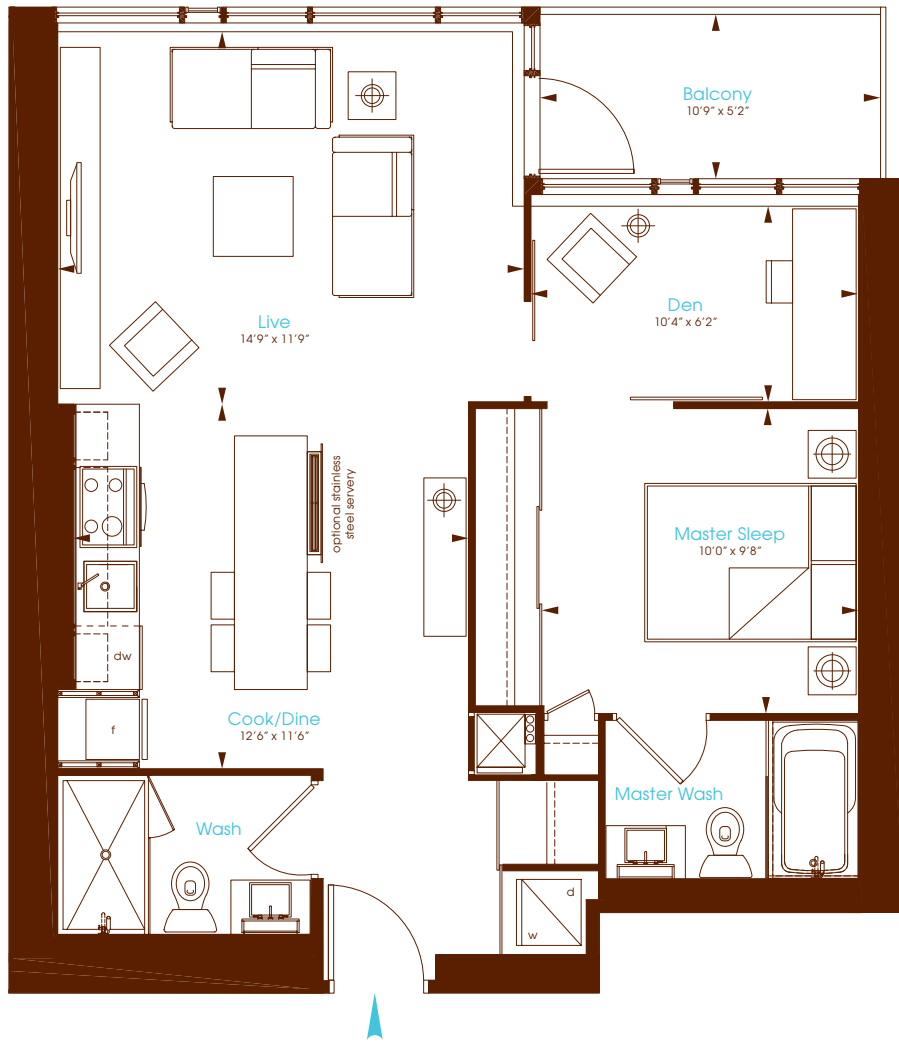 Balcony
10'9" x 5'2"
Den
10'4" x 6'2"
Live
14'9" x 11'9"
optional stainless
steel servery
Master Sleep
10'0" x 9'8"
dw
f
Cook/Dine
12'6" x 11'6"
Master Wash
Wash
d
w